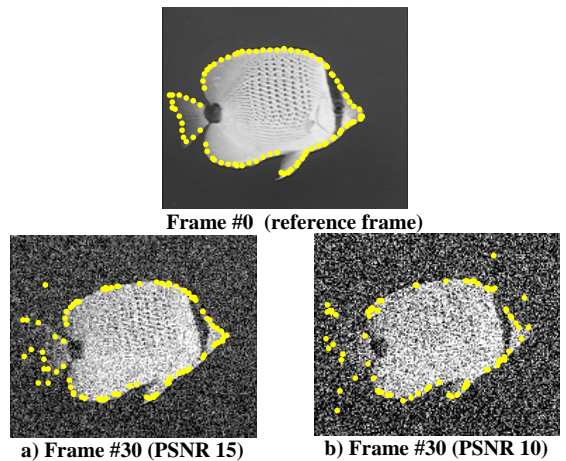 Frame #0 (reference frame)
a) Frame #30 (PSNR 15)
b) Frame #30 (PSNR 10)